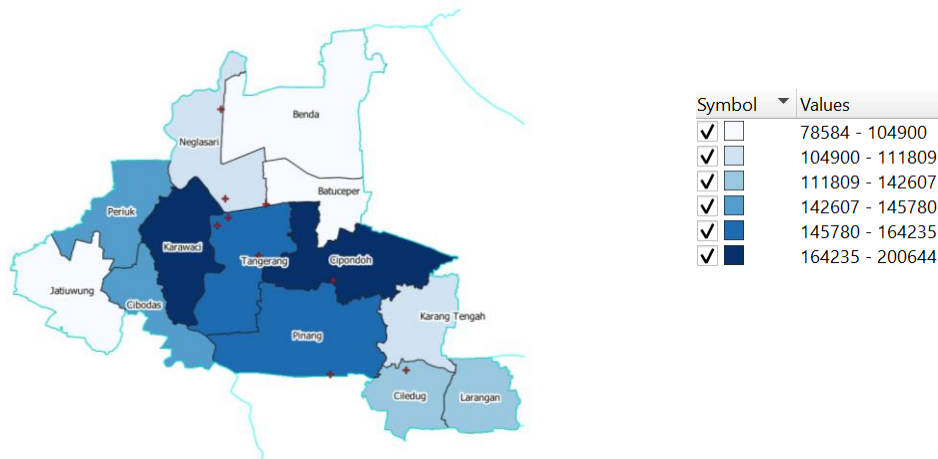 Benda
Neglasari
Batuceper
Periuk
Karawaci
Tangerang
Cipondoh
Jatiuwung
Cibodas
Karang Tengah
Pinang
Ciledug
Larangan
Symbol Values
78584 - 104900
104900 - 111809
111809 - 142607
142607 - 145780
145780 - 164235
164235 - 200644